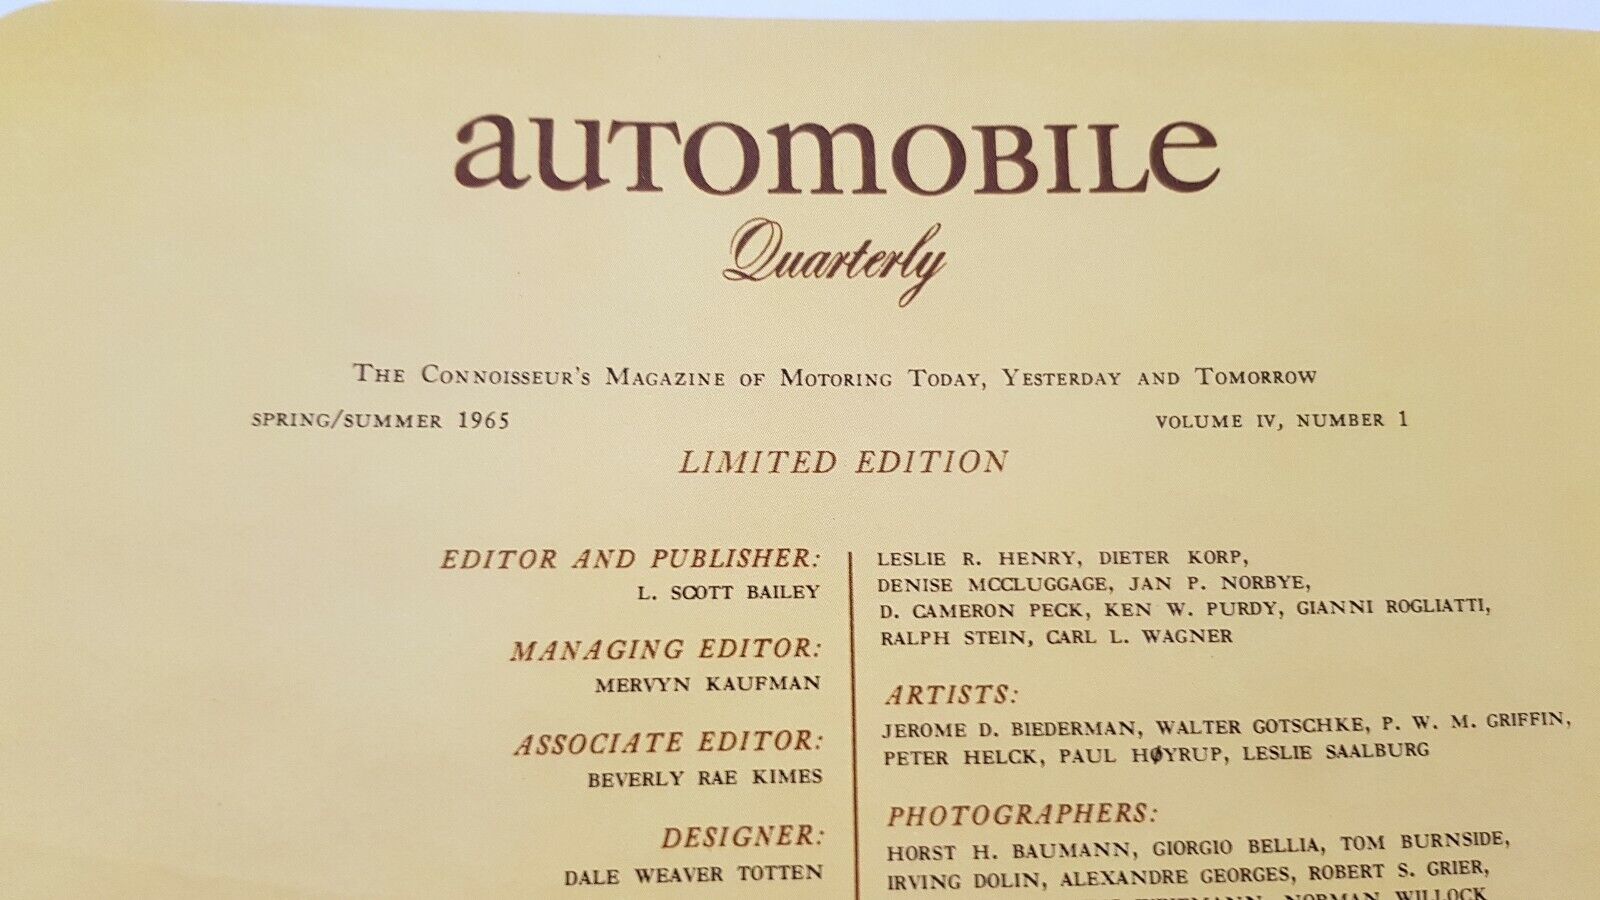 automobile
Quarterly
The Connoisseur's Magazine of Motoring Today, Yesterday and Tomorrow
SPRING/SUMMER 1965
VOLUME IV, NUMBER 1
LIMITED EDITION
EDITOR AND PUBLISHER:
L. SCOTT BAILEY
MANAGING EDITOR:
MERVYN KAUFMAN
ASSOCIATE EDITOR:
BEVERLY RAE KIMES
DESIGNER:
DALE WEAVER TOTTEN
LESLIE R. HENRY, DIETER KORP,
DENISE MCCLUGGAGE, JAN P. NORBYE,
D. CAMERON PECK, KEN W. PURDY, GIANNI ROGLIATTI,
RALPH STEIN, CARL L. WAGNER
ARTISTS:
JEROME D. BIEDERMAN, WALTER GOTSCHKE, P. W. M. GRIFFIN,
PETER HELCK, PAUL HØYRUP, LESLIE SAALBURG
PHOTOGRAPHERS:
HORST H. BAUMANN, GIORGIO BELLIA, TOM BURNSIDE,
IRVING DOLIN, ALEXANDRE GEORGES, ROBERT S. GRIER,
NORMAN WILLOCK